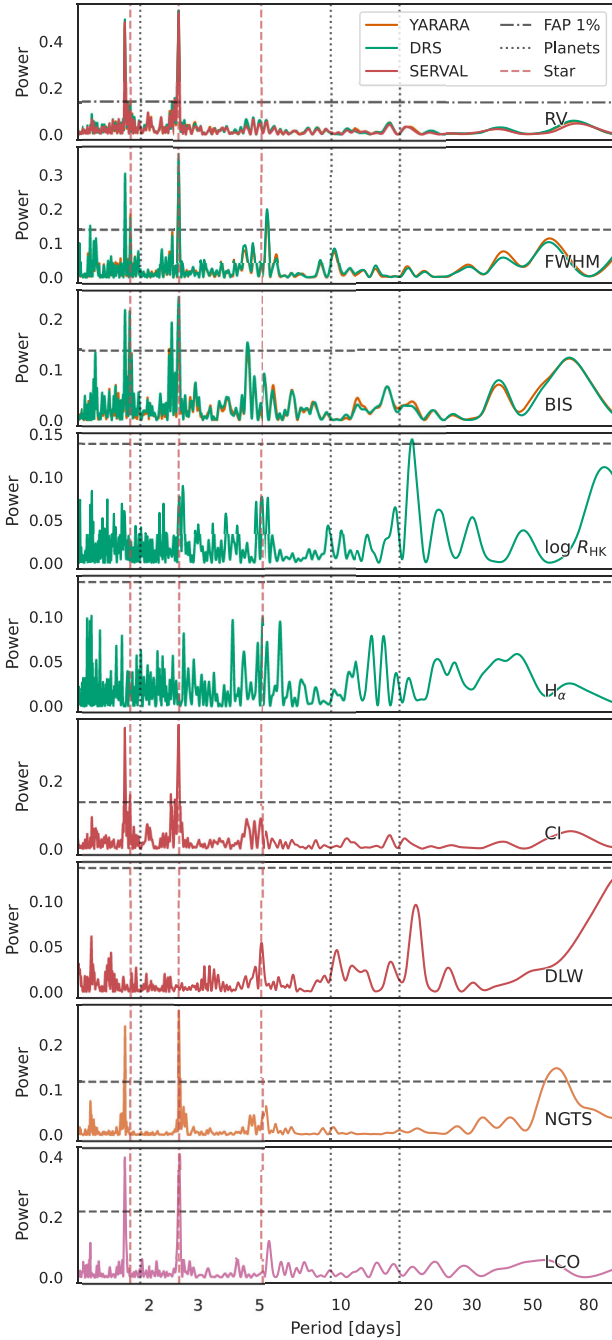 YARARA
DRS
SERVAL
FAP 1%
Planets
Star
Power
0.4
0.2
0.0
RV
Power
0.3
0.2
0.1
0.0
FWHM
Power
0.2
0.1
0.0
BIS
Power
0.15
0.10
0.05
0.00
log R_HK
Power
0.10
0.05
0.00
H_α
Power
0.2
0.0
CI
Power
0.10
0.05
0.00
DLW
Power
0.2
0.1
0.0
NGTS
Power
0.4
0.2
0.0
LCO
2 3 5 10 20 30 50 80
Period [days]